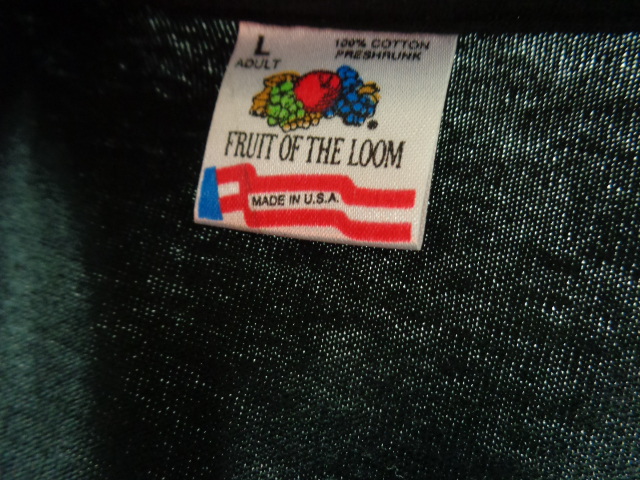 L
ADULT
100% COTTON
PRESHRUNK
FRUIT OF THE LOOM
MADE IN U.S.A.